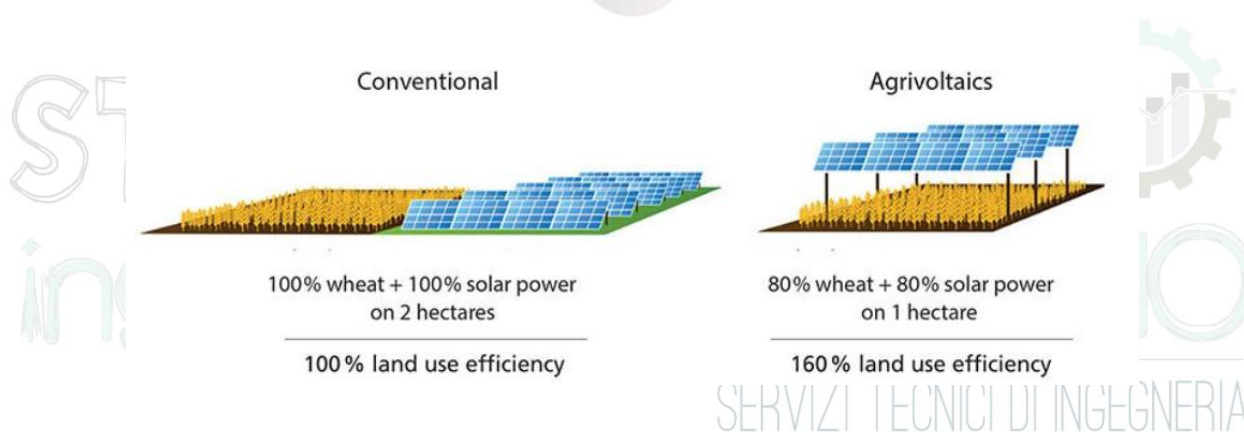 Conventional
Agrivoltaics
100% wheat + 100% solar power
on 2 hectares
100% land use efficiency
80% wheat + 80% solar power
on 1 hectare
160% land use efficiency
SERVIZI TECNICI DI INGEGNERIA